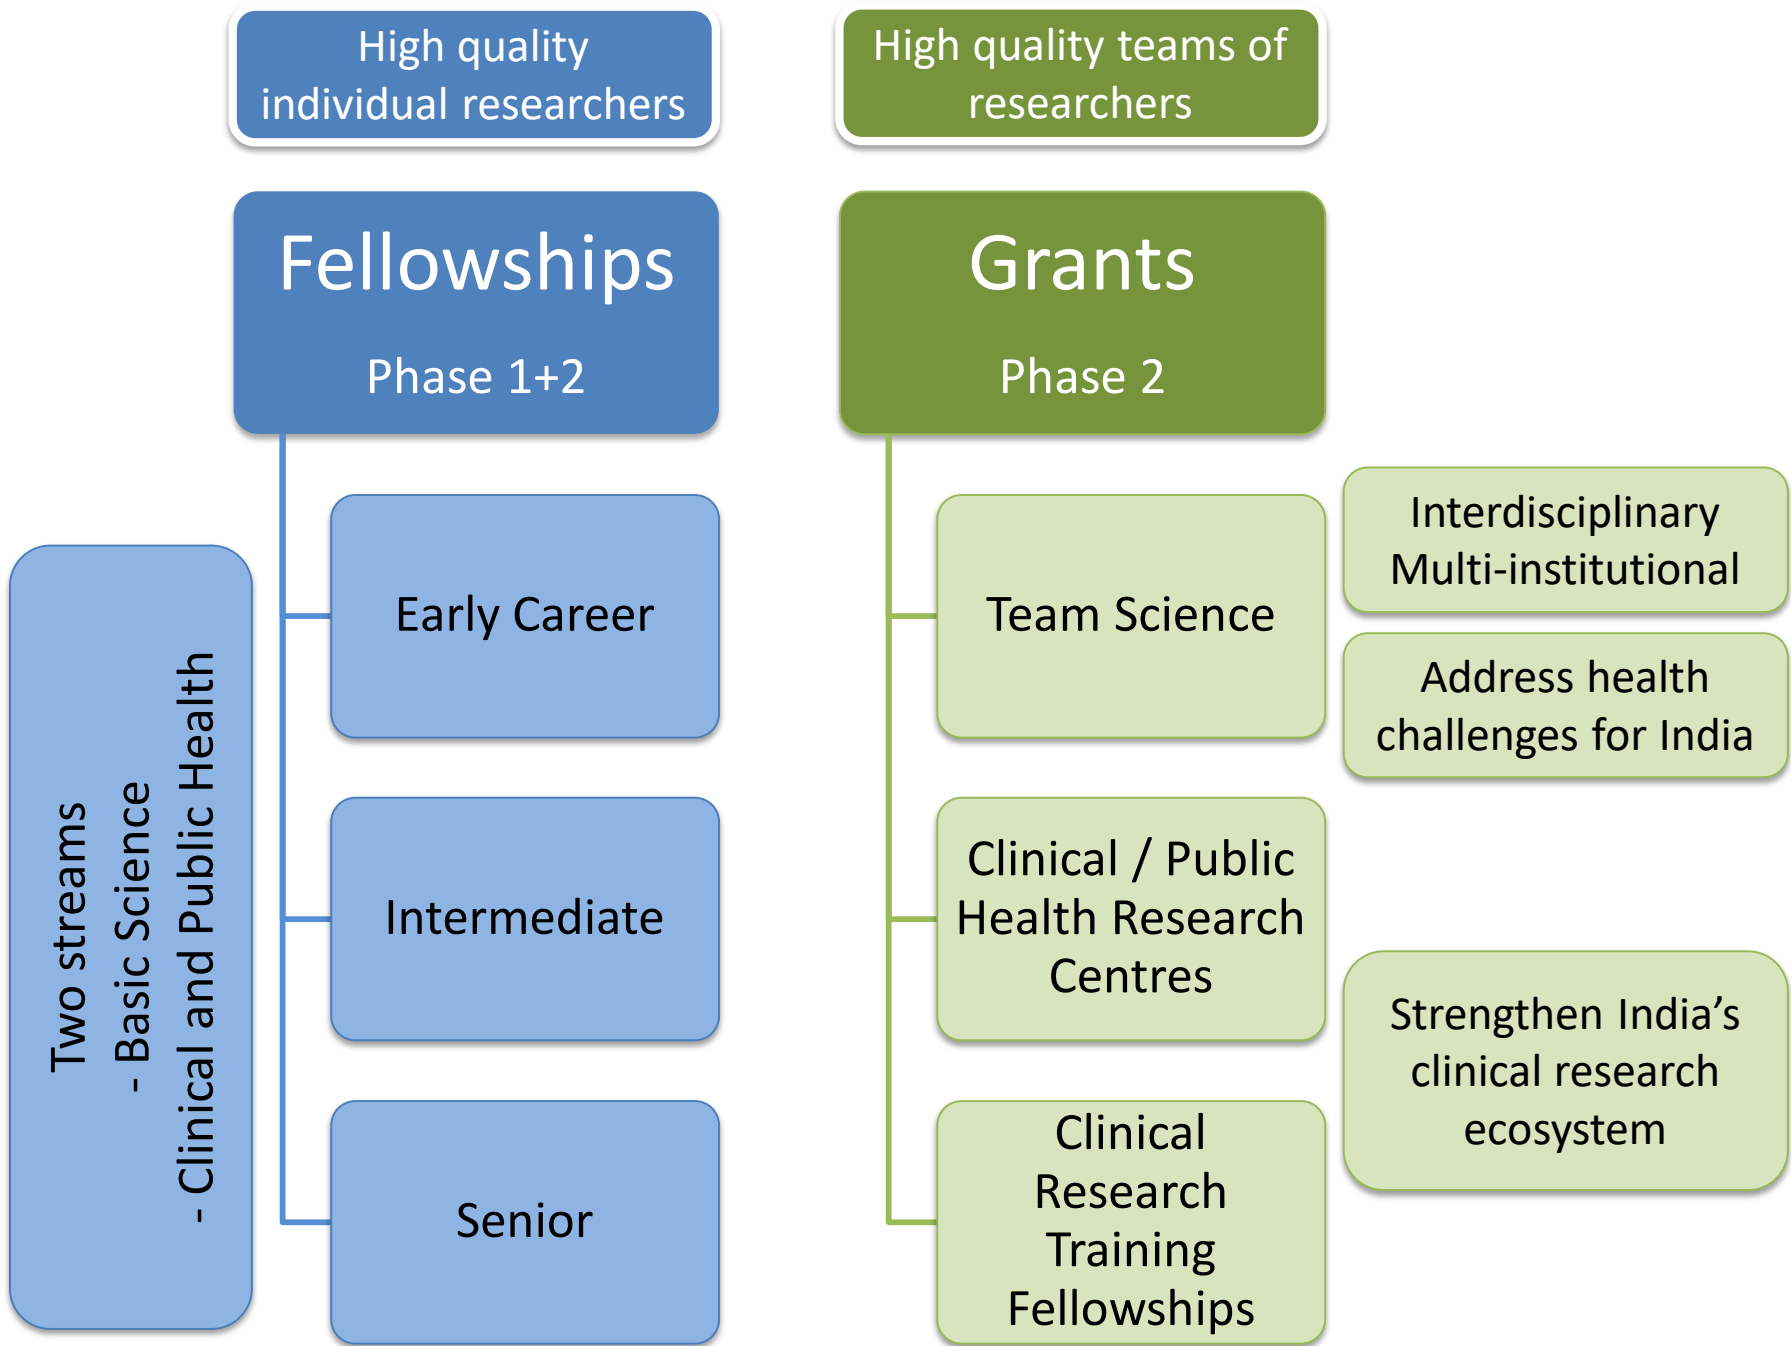 High quality
individual researchers
High quality teams of
researchers
Fellowships
Phase 1+2
Grants
Phase 2
Two streams
- Basic Science
- Clinical and Public Health
Early Career
Intermediate
Senior
Team Science
Interdisciplinary
Multi-institutional
Address health
challenges for India
Clinical / Public
Health Research
Centres
Clinical
Research
Training
Fellowships
Strengthen India’s
clinical research
ecosystem